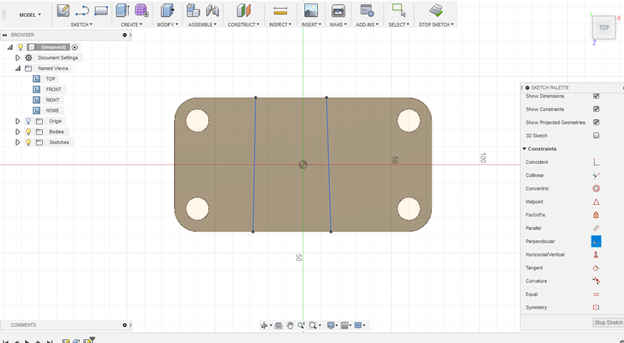 MODEL
SKETCH
CREATE
MODIFY
ASSEMBLE
CONSTRUCT
INSPECT
INSERT
MAKE
ADD-INS
SELECT
STOP SKETCH
TOP
X
Z
BROWSER
(Unsaved)
Document Settings
Named Views
TOP
FRONT
RIGHT
HOME
Origin
Bodies
Sketches
50
100
50
SKETCH PALETTE
Show Dimensions
Show Constraints
Show Projected Geometries
3D Sketch
Constraints
Coincident
Collinear
Concentric
Midpoint
Fix/UnFix
Parallel
Perpendicular
Horizontal/Vertical
Tangent
Curvature
Equal
Symmetry
Stop Sketch
COMMENTS